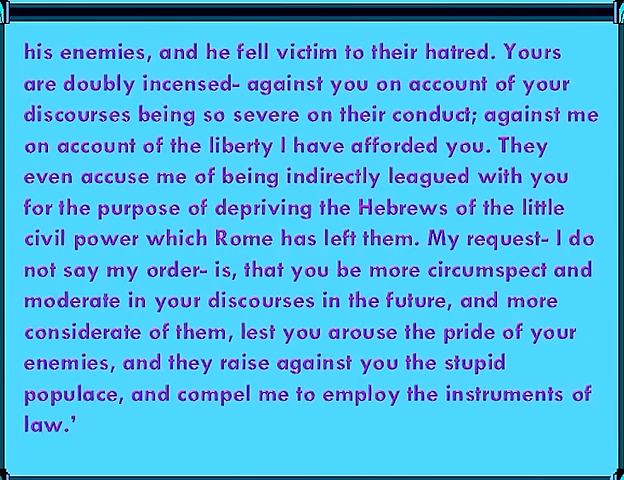 his enemies, and he fell victim to their hatred. Yours
are doubly incensed- against you on account of your
discourses being so severe on their conduct; against me
on account of the liberty I have afforded you. They
even accuse me of being indirectly leagued with you
for the purpose of depriving the Hebrews of the little
civil power which Rome has left them. My request- I do
not say my order- is, that you be more circumspect and
moderate in your discourses in the future, and more
considerate of them, lest you arouse the pride of your
enemies, and they raise against you the stupid
populace, and compel me to employ the instruments of
law.’